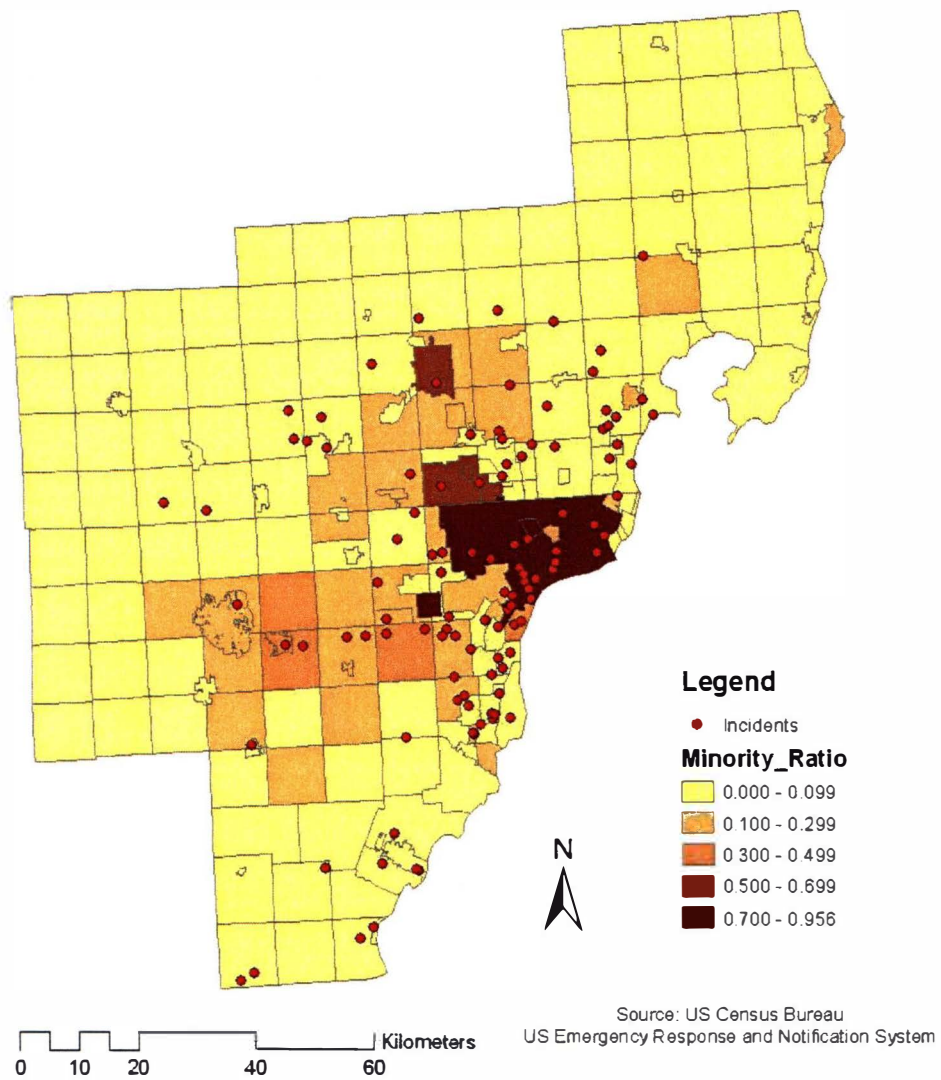 Legend
Incidents
Minority_Ratio
0.000 - 0.099
0.100 - 0.299
0.300 - 0.499
0.500 - 0.699
0.700 - 0.956
N
Source: US Census Bureau
US Emergency Response and Notification System
Kilometers
0 10 20 40 60